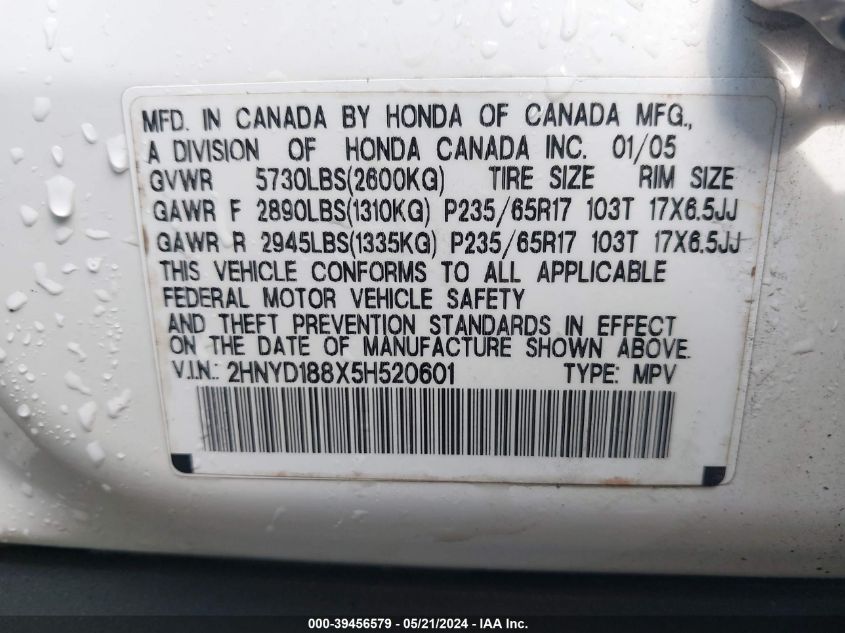 MFD. IN CANADA BY HONDA OF CANADA MFG.,
A DIVISION OF HONDA CANADA INC. 01/05
GVWR 5730LBS(2600KG) TIRE SIZE RIM SIZE
GAWR F 2890LBS(1310KG) P235/65R17 103T 17X6.5JJ
GAWR R 2945LBS(1335KG) P235/65R17 103T 17X6.5JJ
THIS VEHICLE CONFORMS TO ALL APPLICABLE
FEDERAL MOTOR VEHICLE SAFETY
AND THEFT PREVENTION STANDARDS IN EFFECT
ON THE DATE OF MANUFACTURE SHOWN ABOVE.
V.I.N.: 2HNYD188X5H520601 TYPE: MPV
000-39456579 - 05/21/2024 - IAA Inc.